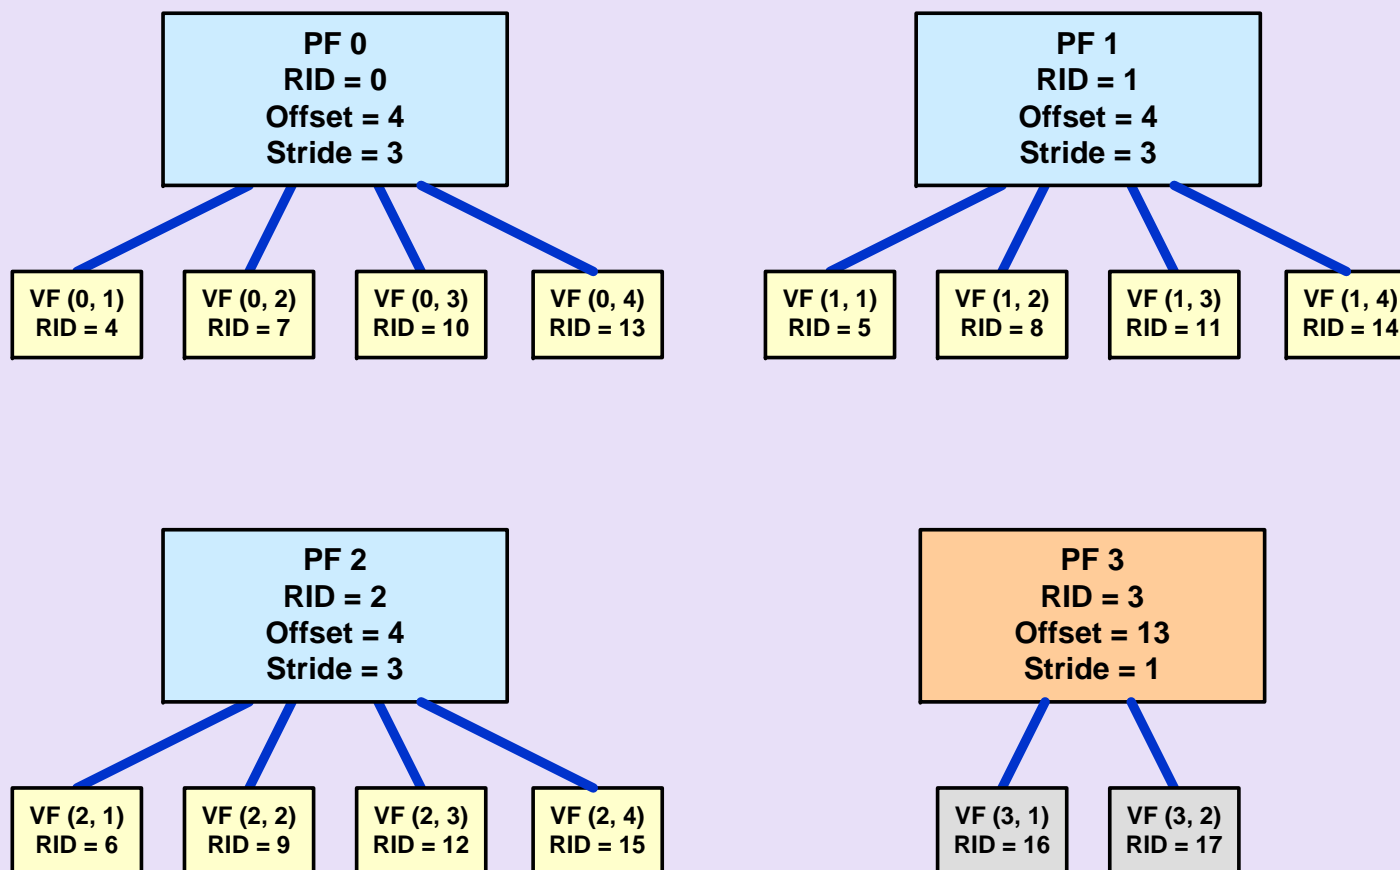 PF 0
RID = 0
Offset = 4
Stride = 3
VF (0, 1)
RID = 4
VF (0, 2)
RID = 7
VF (0, 3)
RID = 10
VF (0, 4)
RID = 13
PF 1
RID = 1
Offset = 4
Stride = 3
VF (1, 1)
RID = 5
VF (1, 2)
RID = 8
VF (1, 3)
RID = 11
VF (1, 4)
RID = 14
PF 2
RID = 2
Offset = 4
Stride = 3
VF (2, 1)
RID = 6
VF (2, 2)
RID = 9
VF (2, 3)
RID = 12
VF (2, 4)
RID = 15
PF 3
RID = 3
Offset = 13
Stride = 1
VF (3, 1)
RID = 16
VF (3, 2)
RID = 17